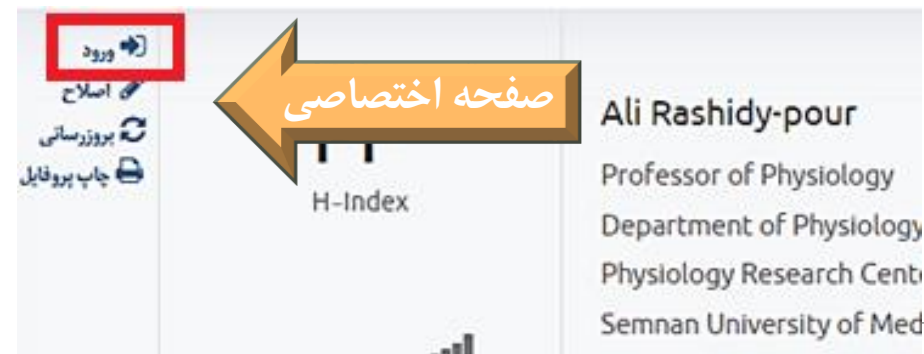 ورود
اصلاح
بروزرسانی
چاپ پروفایل
صفحه اختصاصی
H-Index
Ali Rashidy-pour
Professor of Physiology
Department of Physiology
Physiology Research Cente
Semnan University of Med